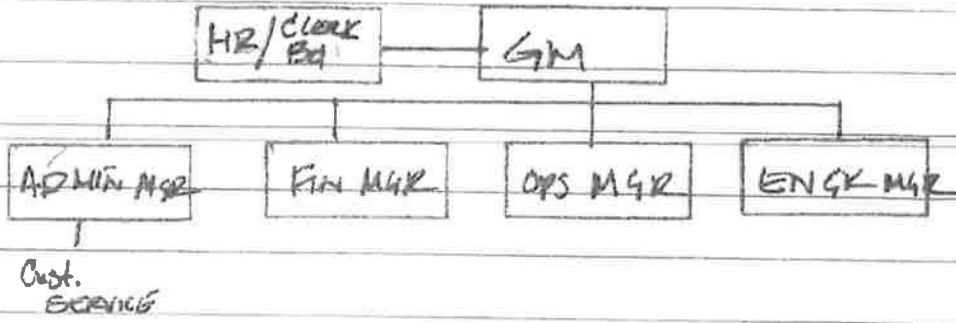 HR/Clerk
Bd
GM
ADMIN MGR
FIN MGR
OPS MGR
ENGR MGR
Cust.
SERVICE